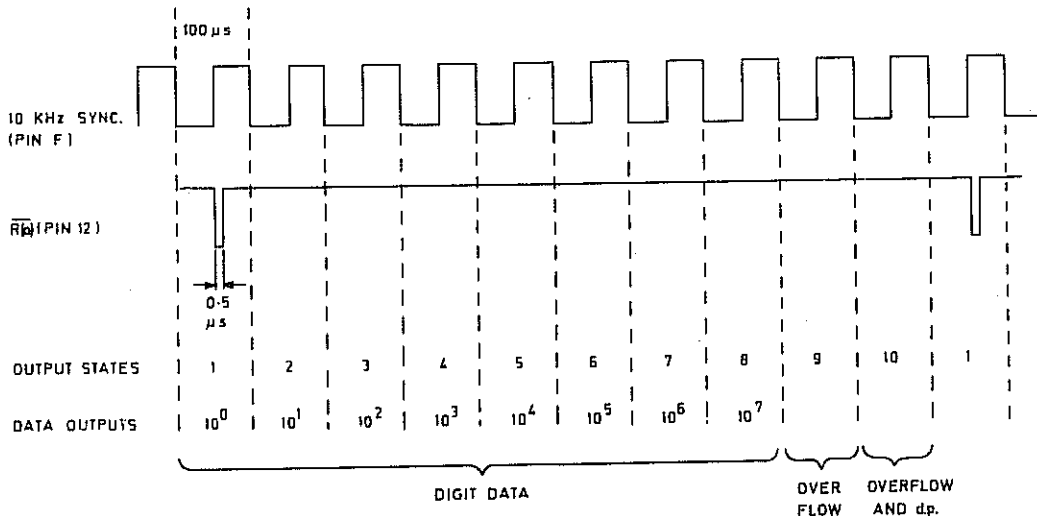 100 µs
10 KHz SYNC.
(PIN F)
(PIN 12)
0·5
µs
OUTPUT STATES 1 2 3 4 5 6 7 8 9 10 1
DATA OUTPUTS 10⁰ 10¹ 10² 10³ 10⁴ 10⁵ 10⁶ 10⁷
DIGIT DATA
OVER
FLOW
OVERFLOW
AND d.p.